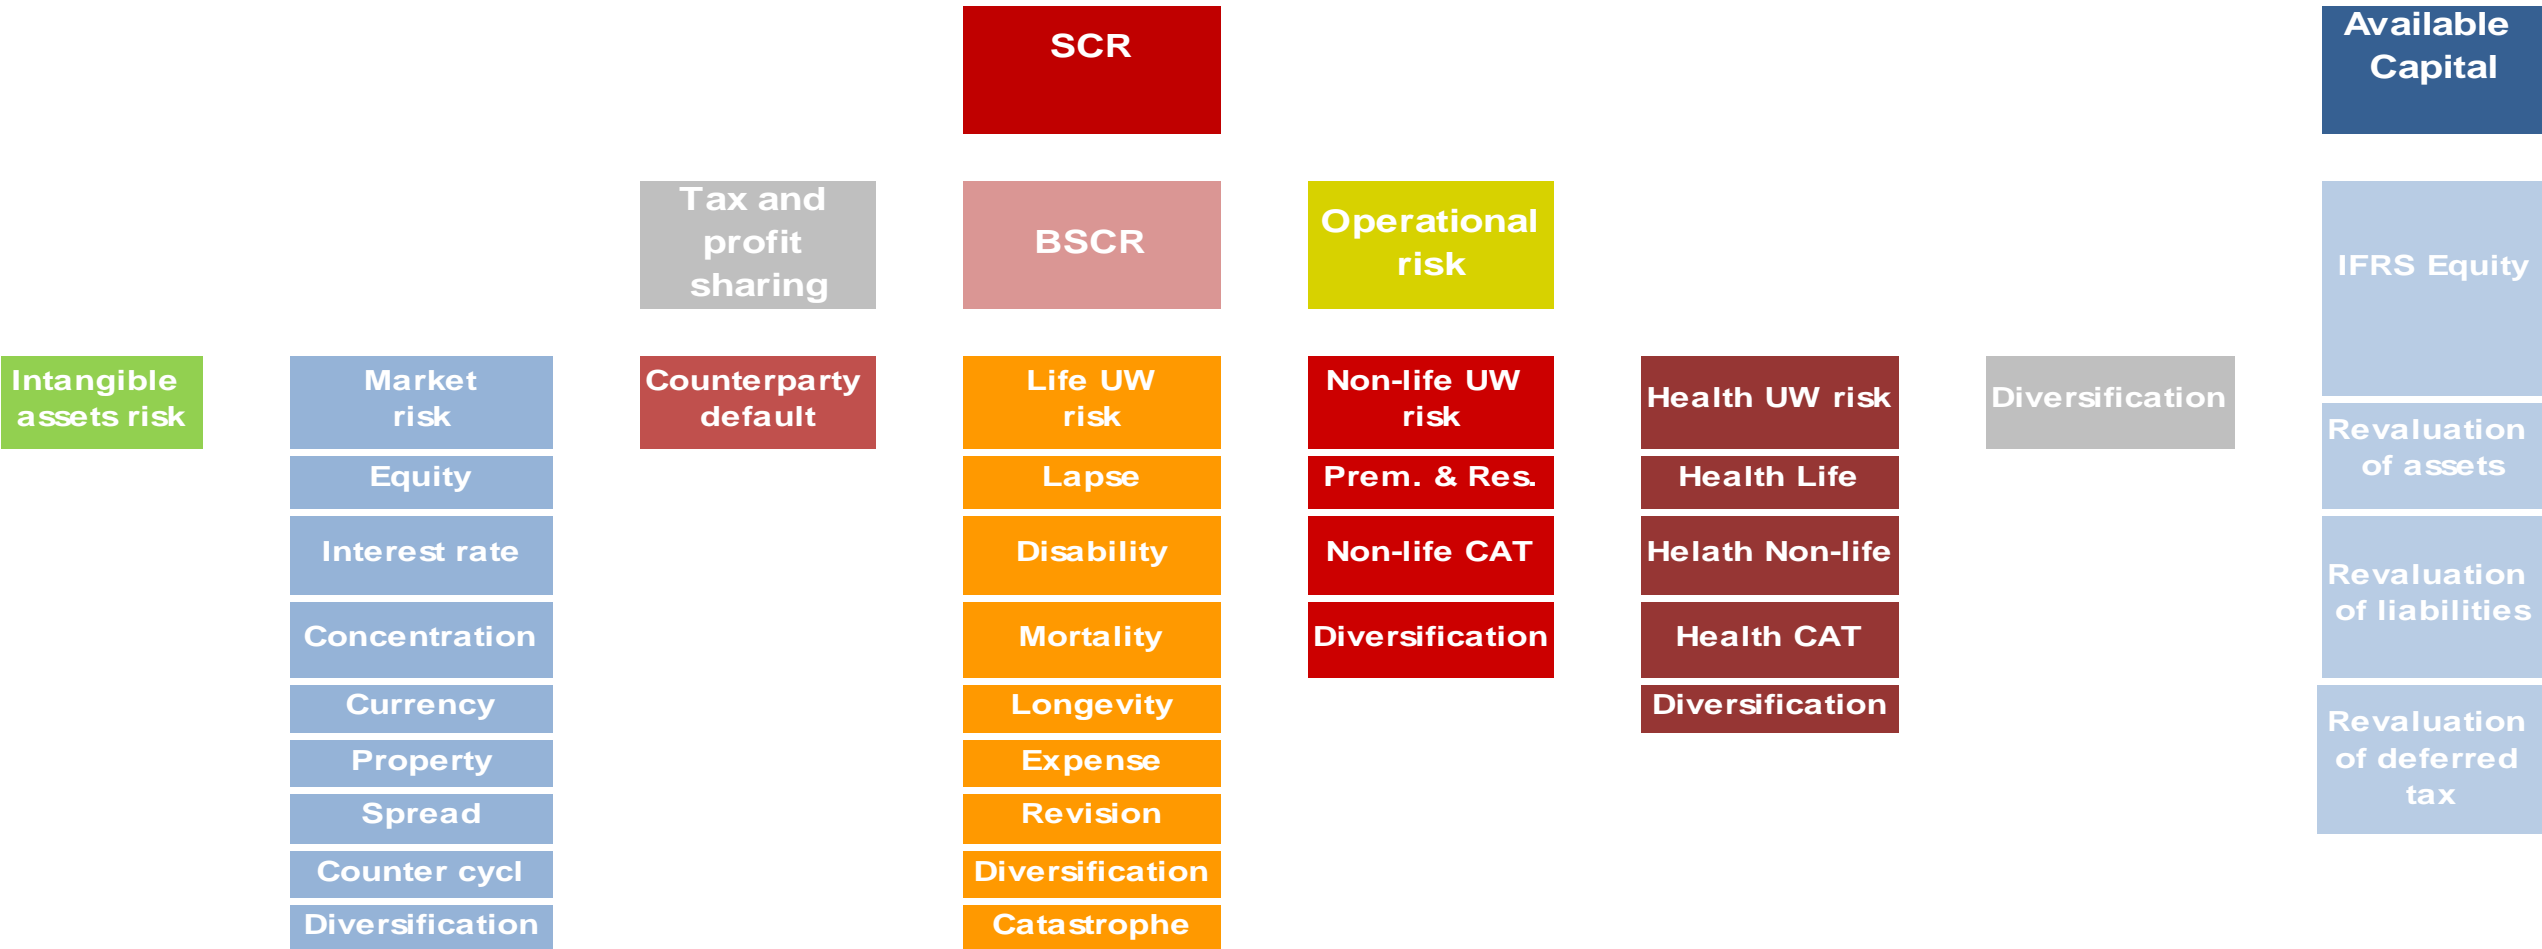 SCR
Available
Capital
Tax and
profit
sharing
BSCR
Operational
risk
IFRS Equity
Intangible
assets risk
Market
risk
Counterparty
default
Life UW
risk
Non-life UW
risk
Health UW risk
Diversification
Revaluation
of assets
Equity
Lapse
Prem. & Res.
Health Life
Interest rate
Disability
Non-life CAT
Helath Non-life
Revaluation
of liabilities
Concentration
Mortality
Diversification
Health CAT
Currency
Longevity
Diversification
Revaluation
of deferred
tax
Property
Expense
Spread
Revision
Counter cycl
Diversification
Diversification
Catastrophe